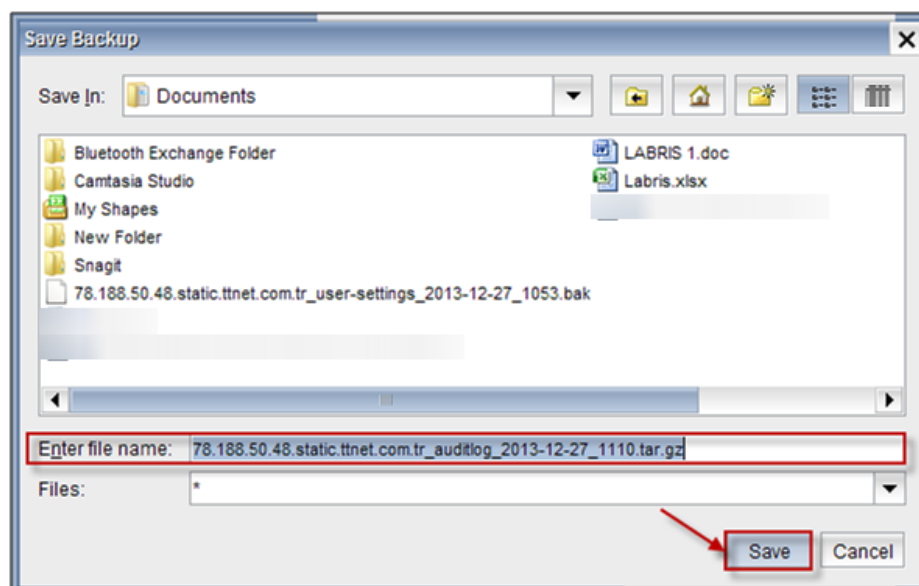 Save Backup
Save In: Documents
Bluetooth Exchange Folder
Camtasia Studio
My Shapes
New Folder
Snagit
78.188.50.48.static.ttnet.com.tr_user-settings_2013-12-27_1053.bak
LABRIS 1.doc
Labris.xlsx
Enter file name: 78.188.50.48.static.ttnet.com.tr_auditlog_2013-12-27_1110.tar.gz
Files: *
Save Cancel